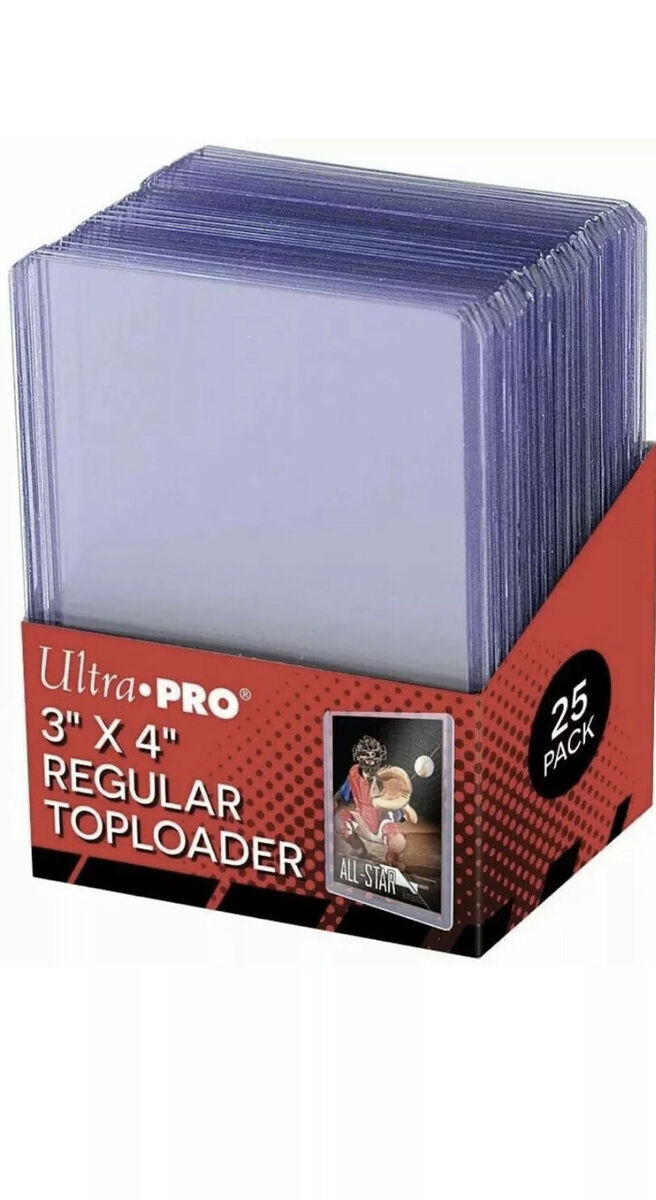 Ultra•PRO®
3" X 4"
REGULAR
TOPLOADER
ALL-STAR
25
PACK